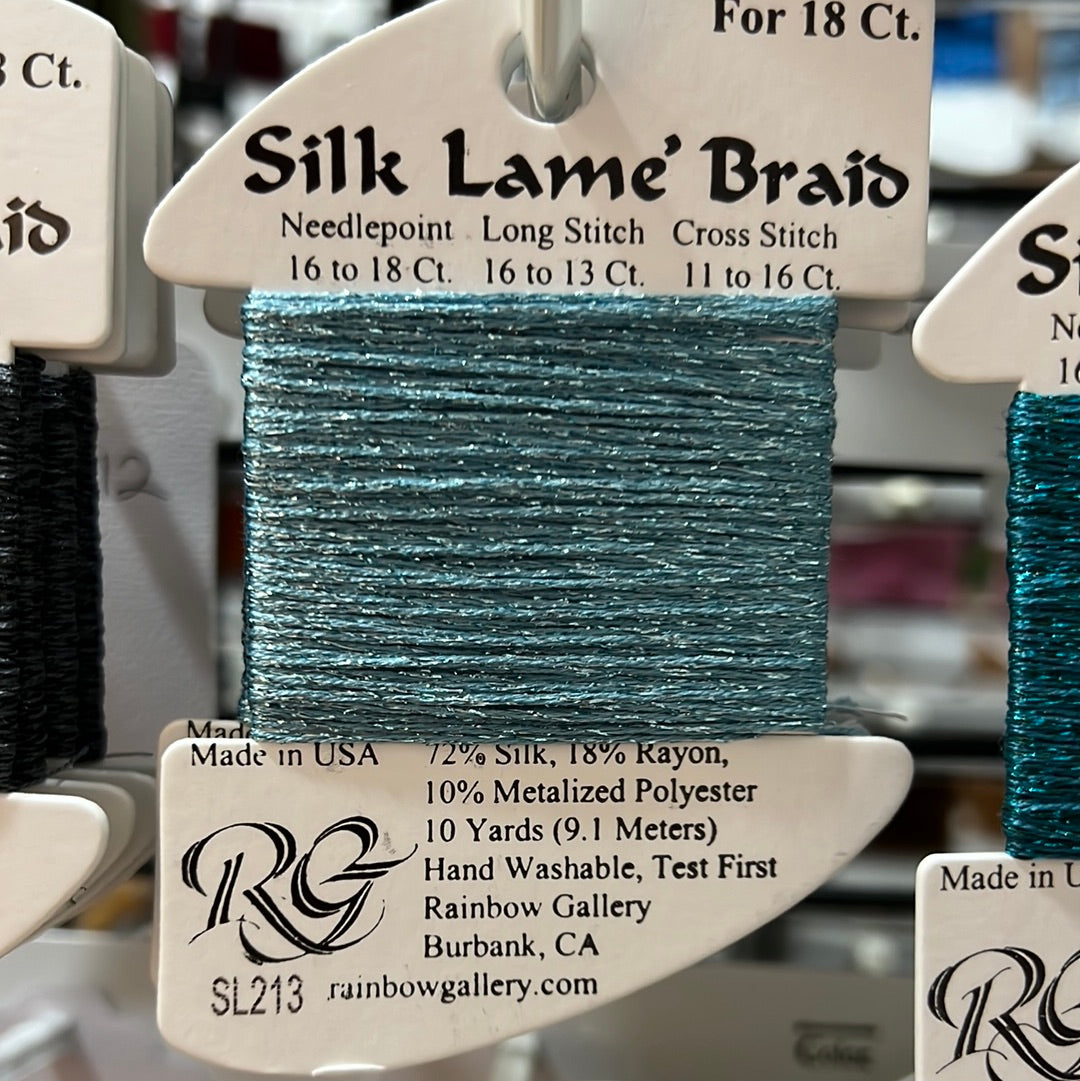 For 18 Ct.
Silk Lame' Braid
Needlepoint Long Stitch Cross Stitch
16 to 18 Ct. 16 to 13 Ct. 11 to 16 Ct.
Made in USA 72% Silk, 18% Rayon,
10% Metalized Polyester
10 Yards (9.1 Meters)
Hand Washable, Test First
Rainbow Gallery
Burbank, CA
RG
SL213 rainbowgallery.com
Ct.
Made in
RG